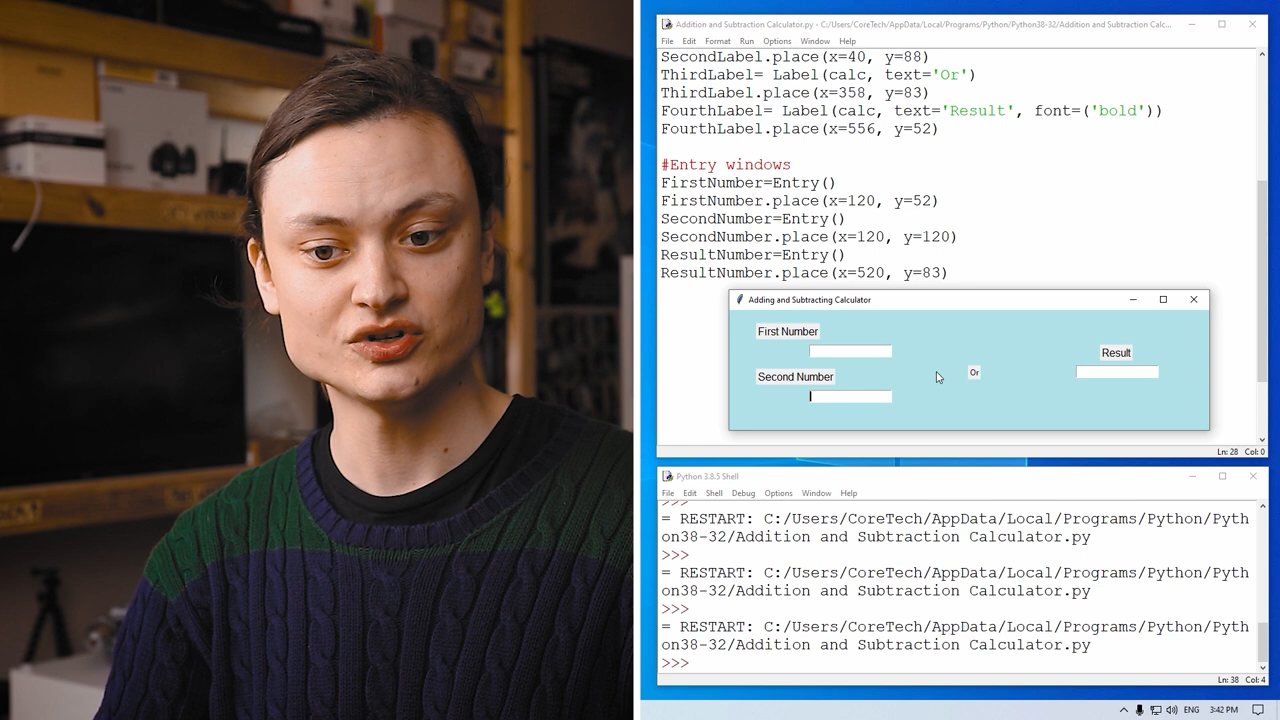 Addition and Subtraction Calculator.py - C:/Users/CoreTech/AppData/Local/Programs/Python/Python38-32/Addition and Subtraction Calc...
File Edit Format Run Options Window Help
SecondLabel.place(x=40, y=88)
ThirdLabel= Label(calc, text='Or')
ThirdLabel.place(x=358, y=83)
FourthLabel= Label(calc, text='Result', font=('bold'))
FourthLabel.place(x=556, y=52)
#Entry windows
FirstNumber=Entry()
FirstNumber.place(x=120, y=52)
SecondNumber=Entry()
SecondNumber.place(x=120, y=120)
ResultNumber=Entry()
ResultNumber.place(x=520, y=83)
Adding and Subtracting Calculator
First Number
Second Number
Or
Result
Ln: 28 Col: 0
Python 3.8.5 Shell
File Edit Shell Debug Options Window Help
>>>
= RESTART: C:/Users/CoreTech/AppData/Local/Programs/Python/Pyth
on38-32/Addition and Subtraction Calculator.py
>>>
= RESTART: C:/Users/CoreTech/AppData/Local/Programs/Python/Pyth
on38-32/Addition and Subtraction Calculator.py
>>>
= RESTART: C:/Users/CoreTech/AppData/Local/Programs/Python/Pyth
on38-32/Addition and Subtraction Calculator.py
>>>
Ln: 38 Col: 4
ENG 3:42 PM